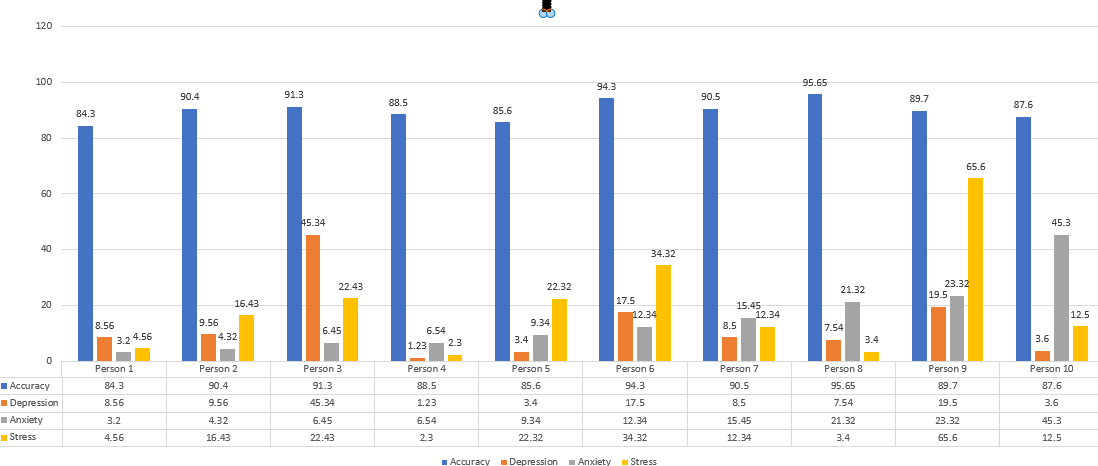 120
100
80
60
40
20
0
84.3 8.56 3.2 4.56
90.4 9.56 4.32 16.43
91.3 45.34 6.45 22.43
88.5 1.23 6.54 2.3
85.6 3.4 9.34 22.32
94.3 17.5 12.34 34.32
90.5 8.5 15.45 12.34
95.65 7.54 21.32 3.4
89.7 19.5 23.32 65.6
87.6 3.6 45.3 12.5
Person 1 Person 2 Person 3 Person 4 Person 5 Person 6 Person 7 Person 8 Person 9 Person 10
Accuracy 84.3 90.4 91.3 88.5 85.6 94.3 90.5 95.65 89.7 87.6
Depression 8.56 9.56 45.34 1.23 3.4 17.5 8.5 7.54 19.5 3.6
Anxiety 3.2 4.32 6.45 6.54 9.34 12.34 15.45 21.32 23.32 45.3
Stress 4.56 16.43 22.43 2.3 22.32 34.32 12.34 3.4 65.6 12.5
Accuracy Depression Anxiety Stress